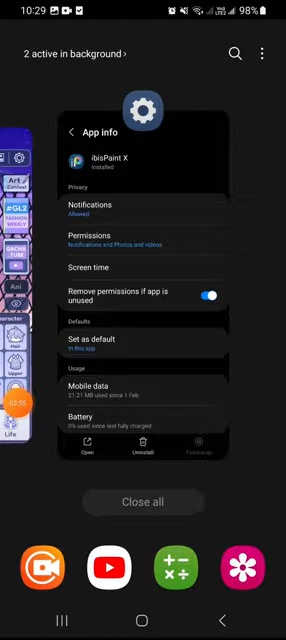 10:29
98%
2 active in background >
App info
ibisPaint X
Installed
Privacy
Notifications
Allowed
Permissions
Notifications and Photos and videos
Screen time
Remove permissions if app is
unused
Defaults
Set as default
In this app
Usage
Mobile data
21.21 MB used since 1 Feb
Battery
0% used since last fully charged
Open
Uninstall
Force stop
Art
Contest
#GL2
FASHION
WEEKLY
GACHA
TUBE
Ani
aracter
Hair
Upper
03:55
Life
Close all